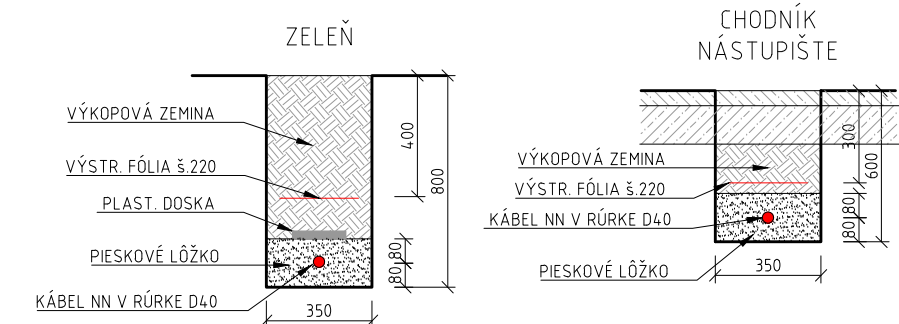 ZELEŇ
VÝKOPOVÁ ZEMINA
VÝSTR. FÓLIA š.220
PLAST. DOSKA
PIESKOVÉ LÔŽKO
KÁBEL NN V RÚRKE D40
400
800
80
80
350
CHODNÍK
NÁSTUPIŠTE
VÝKOPOVÁ ZEMINA
VÝSTR. FÓLIA š.220
KÁBEL NN V RÚRKE D40
PIESKOVÉ LÔŽKO
300
600
80
80
350